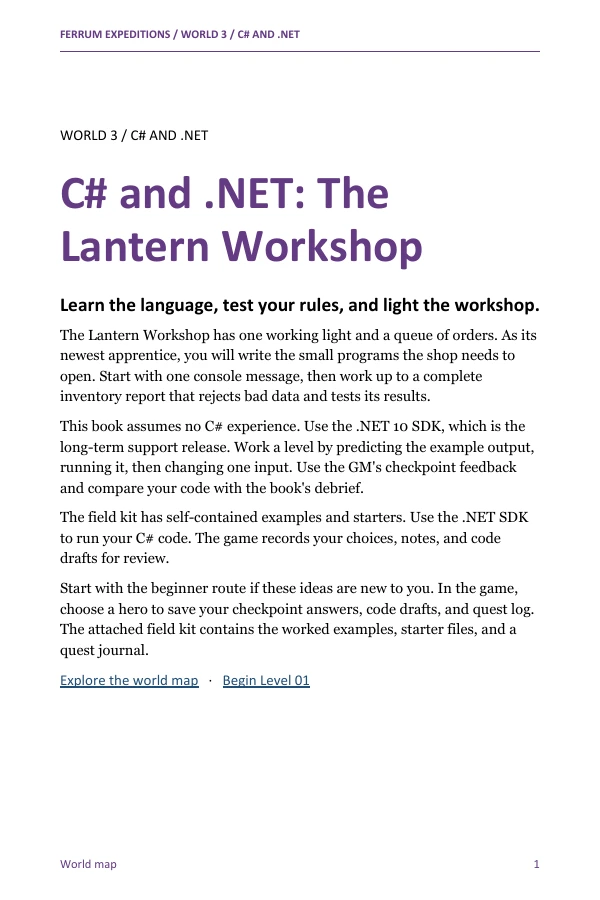 FERRUM EXPEDITIONS / WORLD 3 / C# AND .NET
WORLD 3 / C# AND .NET
C# and .NET: The
Lantern Workshop
Learn the language, test your rules, and light the workshop.
The Lantern Workshop has one working light and a queue of orders. As its
newest apprentice, you will write the small programs the shop needs to
open. Start with one console message, then work up to a complete
inventory report that rejects bad data and tests its results.
This book assumes no C# experience. Use the .NET 10 SDK, which is the
long-term support release. Work a level by predicting the example output,
running it, then changing one input. Use the GM's checkpoint feedback
and compare your code with the book's debrief.
The field kit has self-contained examples and starters. Use the .NET SDK
to run your C# code. The game records your choices, notes, and code
drafts for review.
Start with the beginner route if these ideas are new to you. In the game,
choose a hero to save your checkpoint answers, code drafts, and quest log.
The attached field kit contains the worked examples, starter files, and a
quest journal.
Explore the world map · Begin Level 01
World map 1